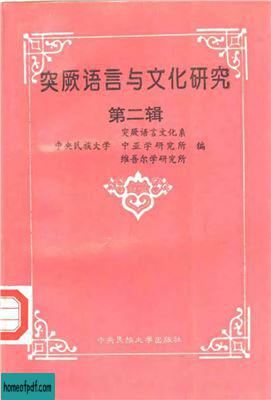 突厥语言与文化研究
第二辑
突厥语言文化系
中央民族大学 中亚学研究所 编
维吾尔学研究所
中央民族大学出版社
homeofpdf.com
homeofpdf.com